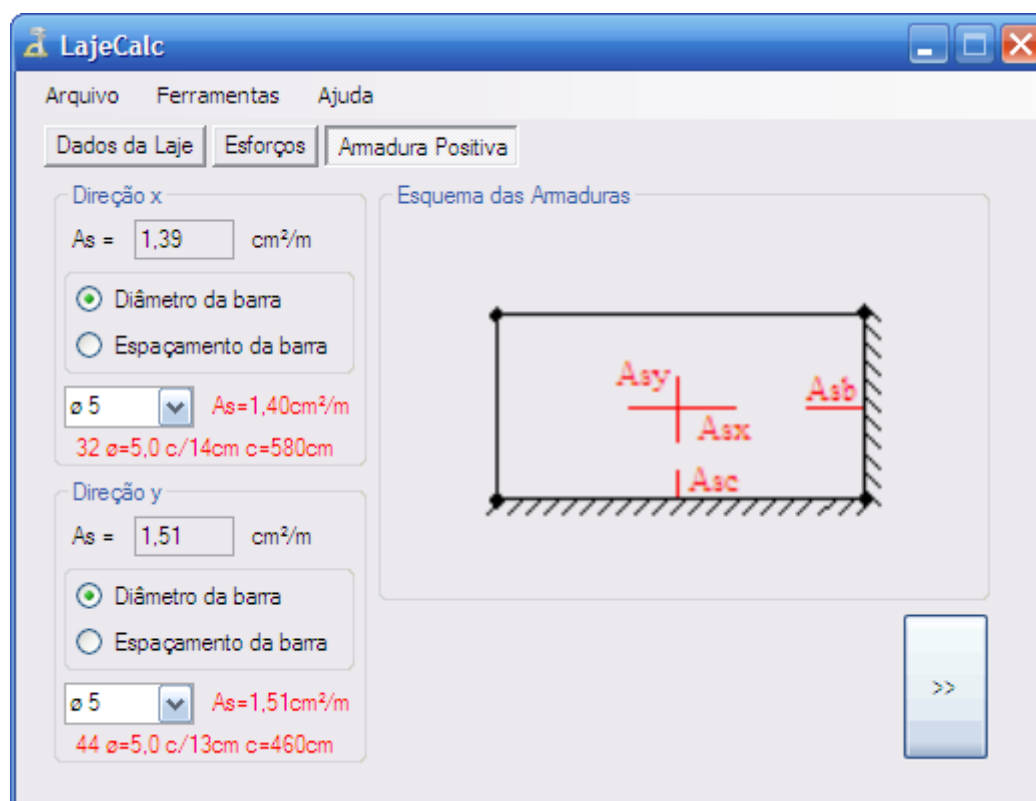 LajeCalc
Arquivo Ferramentas Ajuda
Dados da Laje Esforços Armadura Positiva
Direção x
As = 1,39 cm²/m
Diâmetro da barra
Espaçamento da barra
ø 5 As=1,40cm²/m
32 ø=5,0 c/14cm c=580cm
Direção y
As = 1,51 cm²/m
Diâmetro da barra
Espaçamento da barra
ø 5 As=1,51cm²/m
44 ø=5,0 c/13cm c=460cm
Esquema das Armaduras
Asy
Asx
Asb
Asc
>>